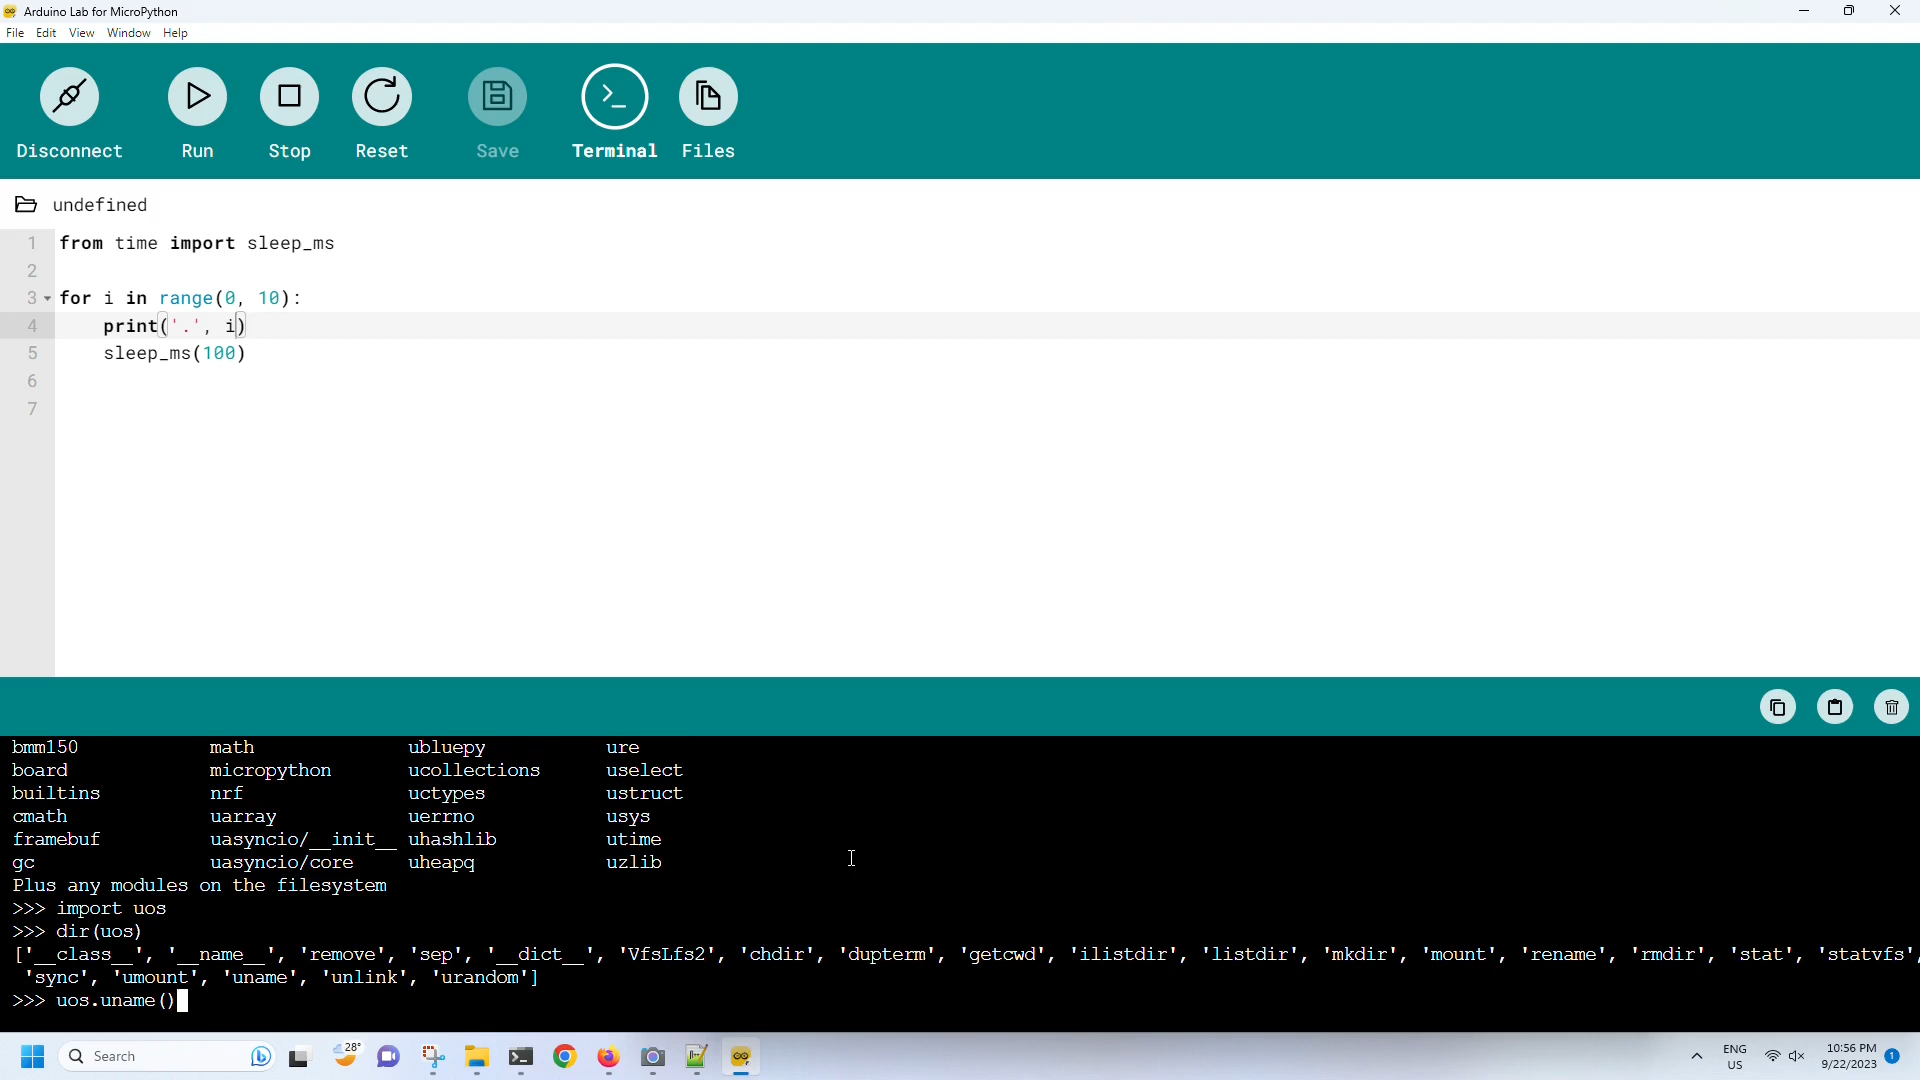 Arduino Lab for MicroPython
File Edit View Window Help
Disconnect Run Stop Reset Save Terminal Files
undefined
1 from time import sleep_ms
2
3 for i in range(0, 10):
4 print('.', i)
5 sleep_ms(100)
6
7
bmm150 math ubluepy ure
board micropython ucollections uselect
builtins nrf uctypes ustruct
cmath uarray uerrno usys
framebuf uasyncio/__init__ uhashlib utime
gc uasyncio/core uheapq uzlib
Plus any modules on the filesystem
>>> import uos
>>> dir(uos)
['__class__', '__name__', 'remove', 'sep', '__dict__', 'VfsLfs2', 'chdir', 'dupterm', 'getcwd', 'ilistdir', 'listdir', 'mkdir', 'mount', 'rename', 'rmdir', 'stat', 'statvfs',
'sync', 'umount', 'uname', 'unlink', 'urandom']
>>> uos.uname()
Search
28°
ENG
US
10:56 PM
9/22/2023
1